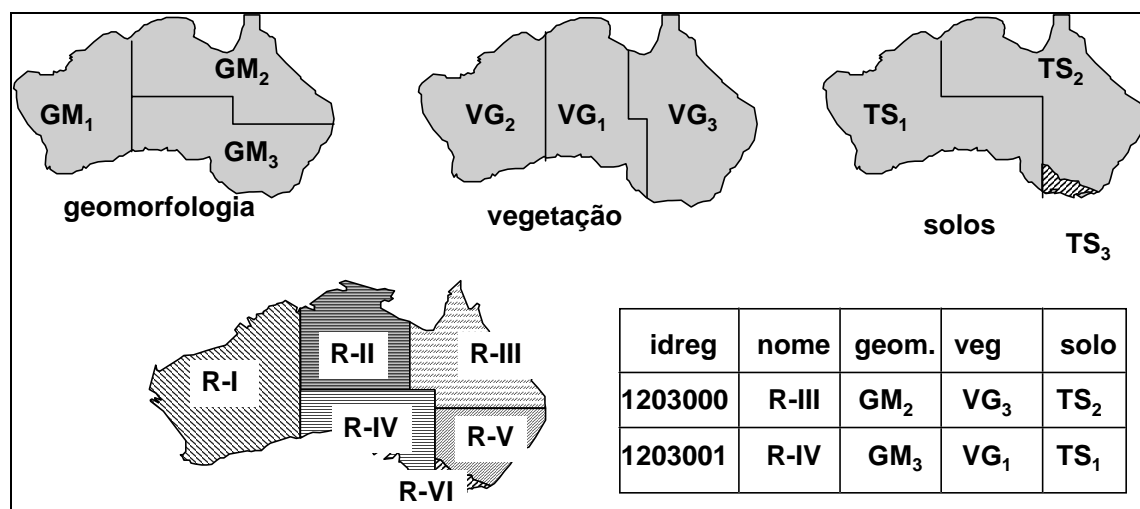 GM₂
GM₁
GM₃
geomorfologia
VG₂ VG₁ VG₃
vegetação
TS₂
TS₁
solos
TS₃
R-II
R-III
R-I
R-IV
R-V
R-VI
idreg nome geom. veg solo
1203000 R-III GM₂ VG₃ TS₂
1203001 R-IV GM₃ VG₁ TS₁